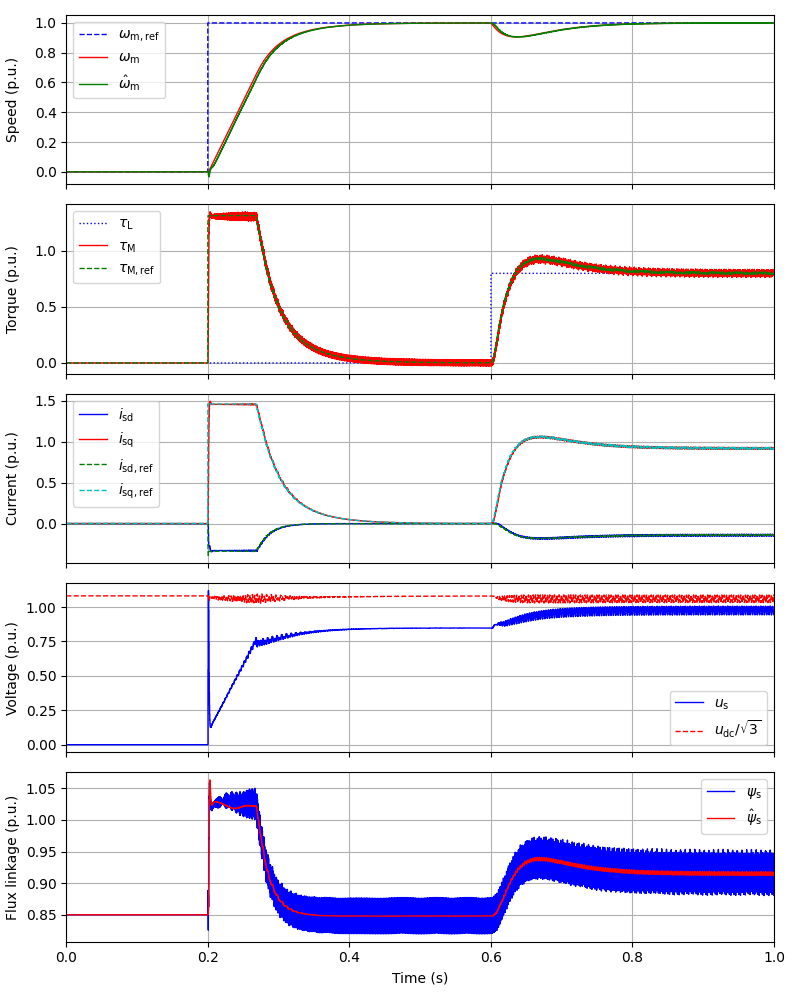 Speed (p.u.)
1.0
0.8
0.6
0.4
0.2
0.0
ω_m,ref
ω_m
ω̂_m
Torque (p.u.)
1.0
0.5
0.0
τ_L
τ_M
τ_M,ref
Current (p.u.)
1.5
1.0
0.5
0.0
i_sd
i_sq
i_sd,ref
i_sq,ref
Voltage (p.u.)
1.00
0.75
0.50
0.25
0.00
u_s
u_dc/√3
Flux linkage (p.u.)
1.05
1.00
0.95
0.90
0.85
ψ_s
ψ̂_s
0.0 0.2 0.4 0.6 0.8 1.0
Time (s)